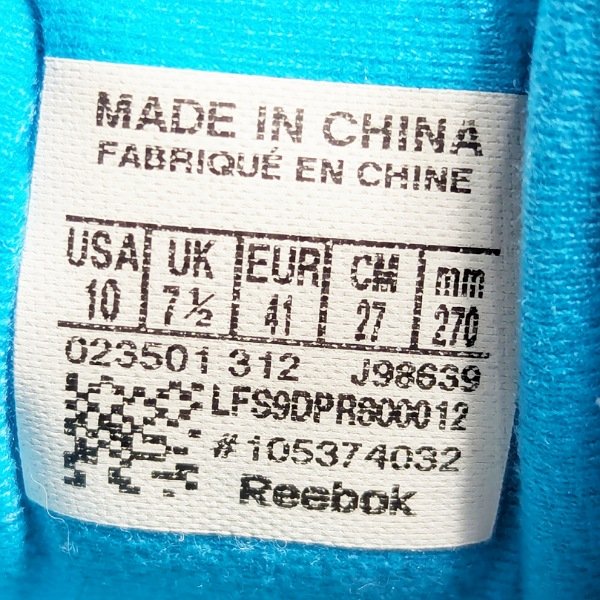 MADE IN CHINA
FABRIQUÉ EN CHINE
USA UK EUR CM mm
10 7½ 41 27 270
023501 312 J98639
LFS9DPR800012
#105374032
Reebok